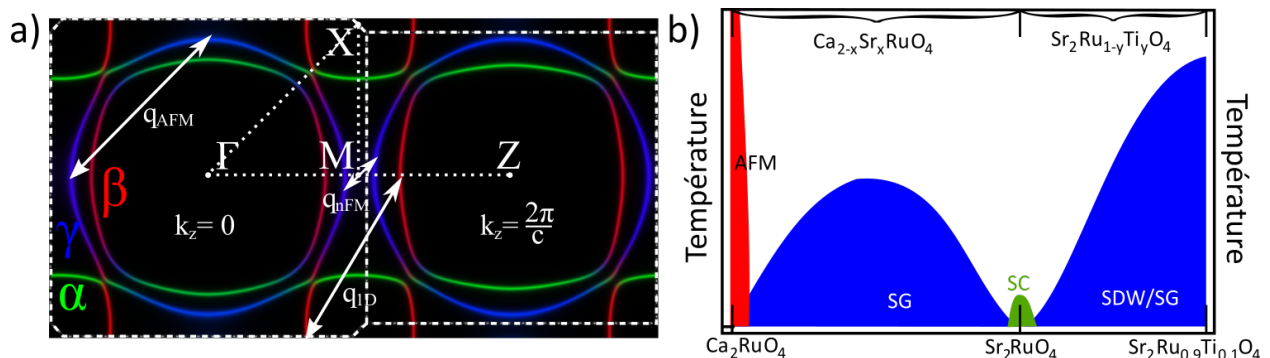 a)
X
q_AFM
Γ
M
Z
β
q_nFM
k_z= 0
k_z= 2π/c
γ
α
q_1D
b)
Ca_2-xSr_xRuO_4
Sr_2Ru_1-yTi_yO_4
Température
Température
AFM
SC
SG
SDW/SG
Ca_2RuO_4
Sr_2RuO_4
Sr_2Ru_0.9Ti_0.1O_4